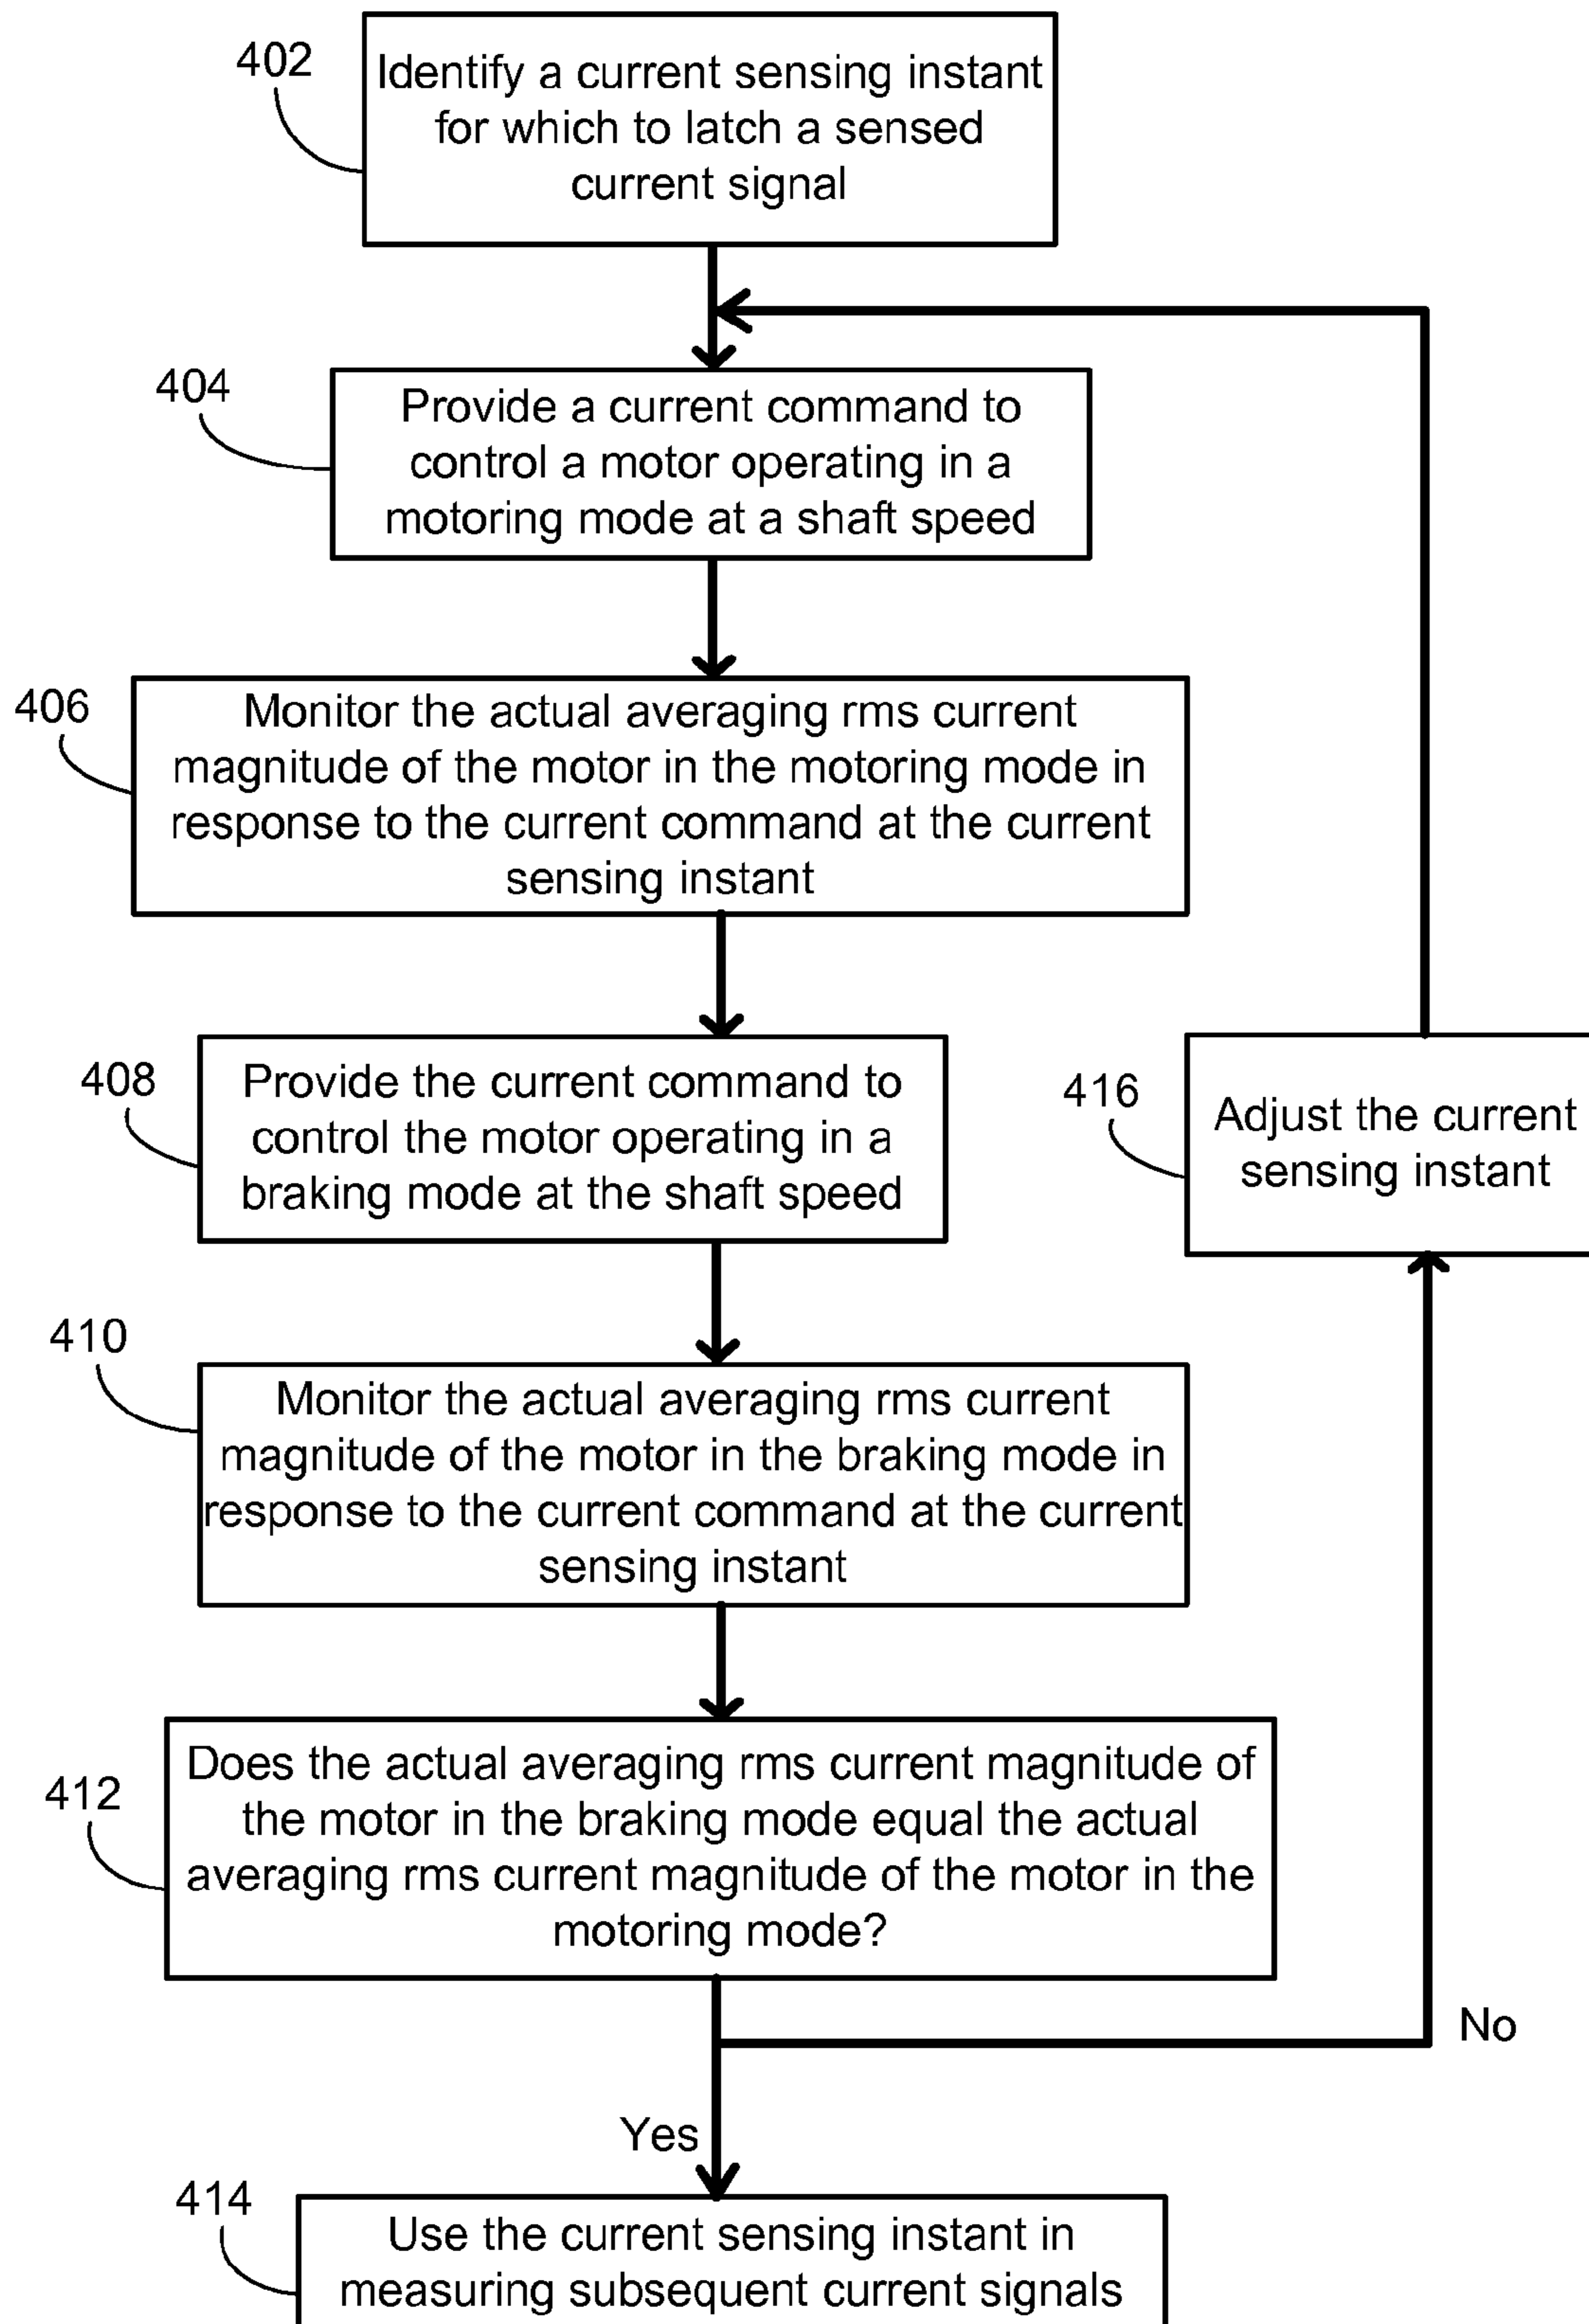 402
Identify a current sensing instant
for which to latch a sensed
current signal
404
Provide a current command to
control a motor operating in a
motoring mode at a shaft speed
406
Monitor the actual averaging rms current
magnitude of the motor in the motoring mode in
response to the current command at the current
sensing instant
408
Provide the current command to
control the motor operating in a
braking mode at the shaft speed
416
Adjust the current
sensing instant
410
Monitor the actual averaging rms current
magnitude of the motor in the braking mode in
response to the current command at the current
sensing instant
412
Does the actual averaging rms current magnitude of
the motor in the braking mode equal the actual
averaging rms current magnitude of the motor in the
motoring mode?
No
Yes
414
Use the current sensing instant in
measuring subsequent current signals